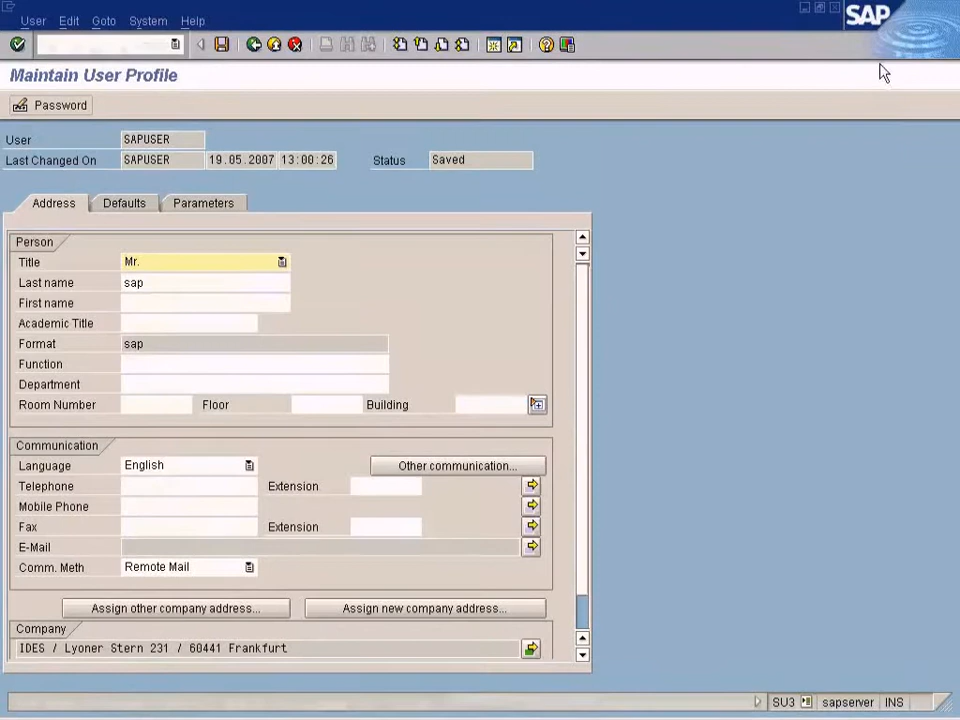 User Edit Goto System Help
SAP
Maintain User Profile
Password
User SAPUSER
Last Changed On SAPUSER 19.05.2007 13:00:26 Status Saved
Address Defaults Parameters
Person
Title Mr.
Last name sap
First name
Academic Title
Format sap
Function
Department
Room Number Floor Building
Communication
Language English Other communication...
Telephone Extension
Mobile Phone
Fax Extension
E-Mail
Comm. Meth Remote Mail
Assign other company address... Assign new company address...
Company
IDES / Lyoner Stern 231 / 60441 Frankfurt
SU3 sapserver INS